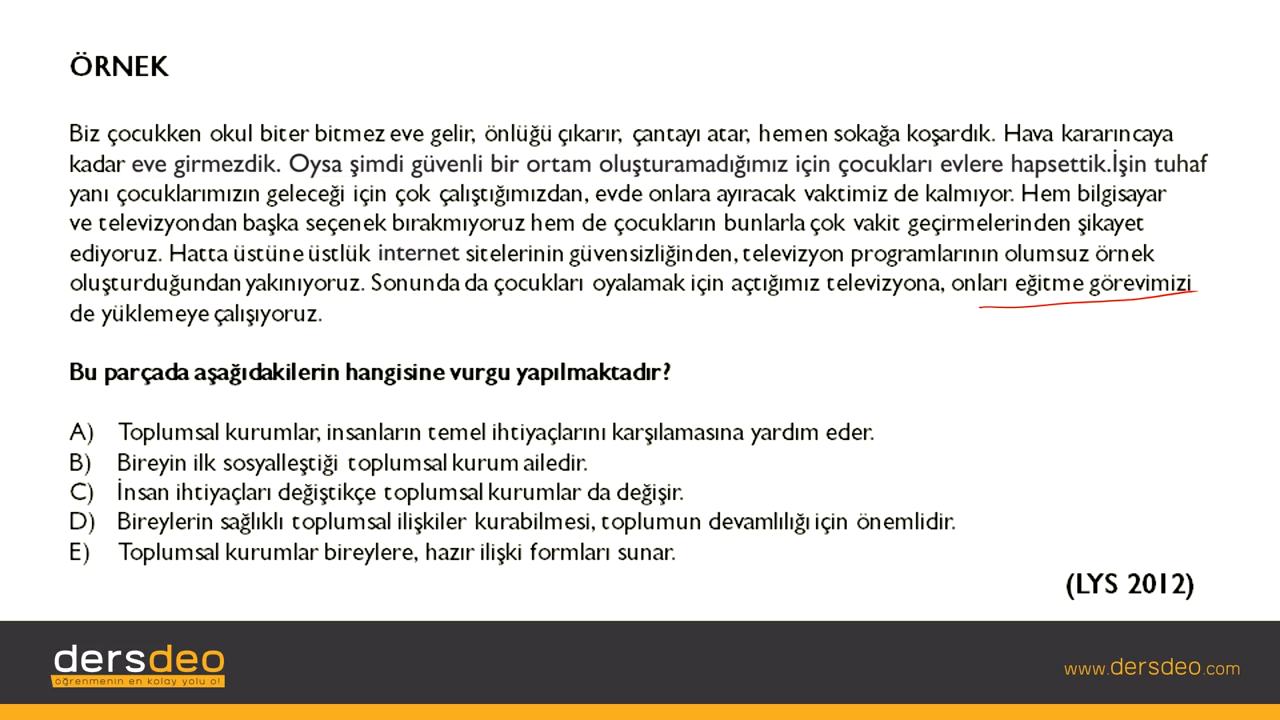 ÖRNEK
Biz çocukken okul biter bitmez eve gelir, önlüğü çıkarır, çantayı atar, hemen sokağa koşardık. Hava kararıncaya
kadar eve girmezdik. Oysa şimdi güvenli bir ortam oluşturamadığımız için çocukları evlere hapsettik.İşin tuhaf
yanı çocuklarımızın geleceği için çok çalıştığımızdan, evde onlara ayıracak vaktimiz de kalmıyor. Hem bilgisayar
ve televizyondan başka seçenek bırakmıyoruz hem de çocukların bunlarla çok vakit geçirmelerinden şikayet
ediyoruz. Hatta üstüne üstlük internet sitelerinin güvensizliğinden, televizyon programlarının olumsuz örnek
oluşturduğundan yakınıyoruz. Sonunda da çocukları oyalamak için açtığımız televizyona, onları eğitme görevimizi
de yüklemeye çalışıyoruz.
Bu parçada aşağıdakilerin hangisine vurgu yapılmaktadır?
A) Toplumsal kurumlar, insanların temel ihtiyaçlarını karşılamasına yardım eder.
B) Bireyin ilk sosyalleştiği toplumsal kurum ailedir.
C) İnsan ihtiyaçları değiştikçe toplumsal kurumlar da değişir.
D) Bireylerin sağlıklı toplumsal ilişkiler kurabilmesi, toplumun devamlılığı için önemlidir.
E) Toplumsal kurumlar bireylere, hazır ilişki formları sunar.
(LYS 2012)
dersdeo
öğrenmenin en kolay yolu o!
www.dersdeo.com